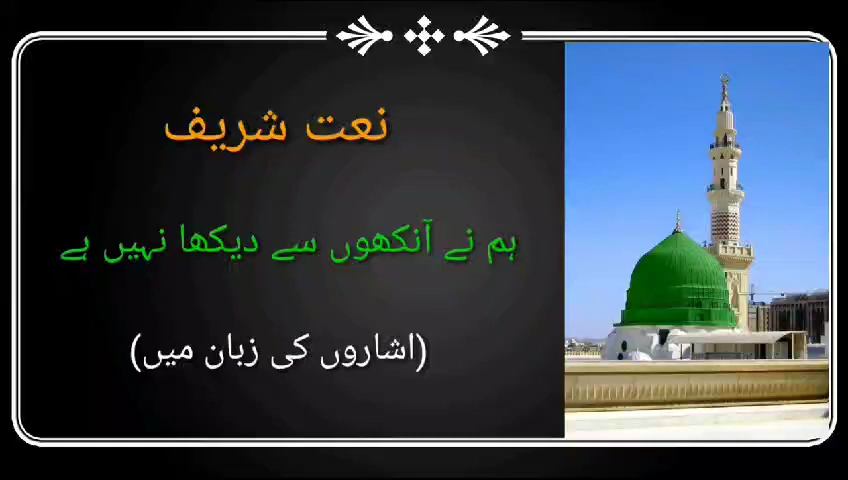 نعت شریف
ہم نے آنکھوں سے دیکھا نہیں ہے
(اشاروں کی زبان میں)